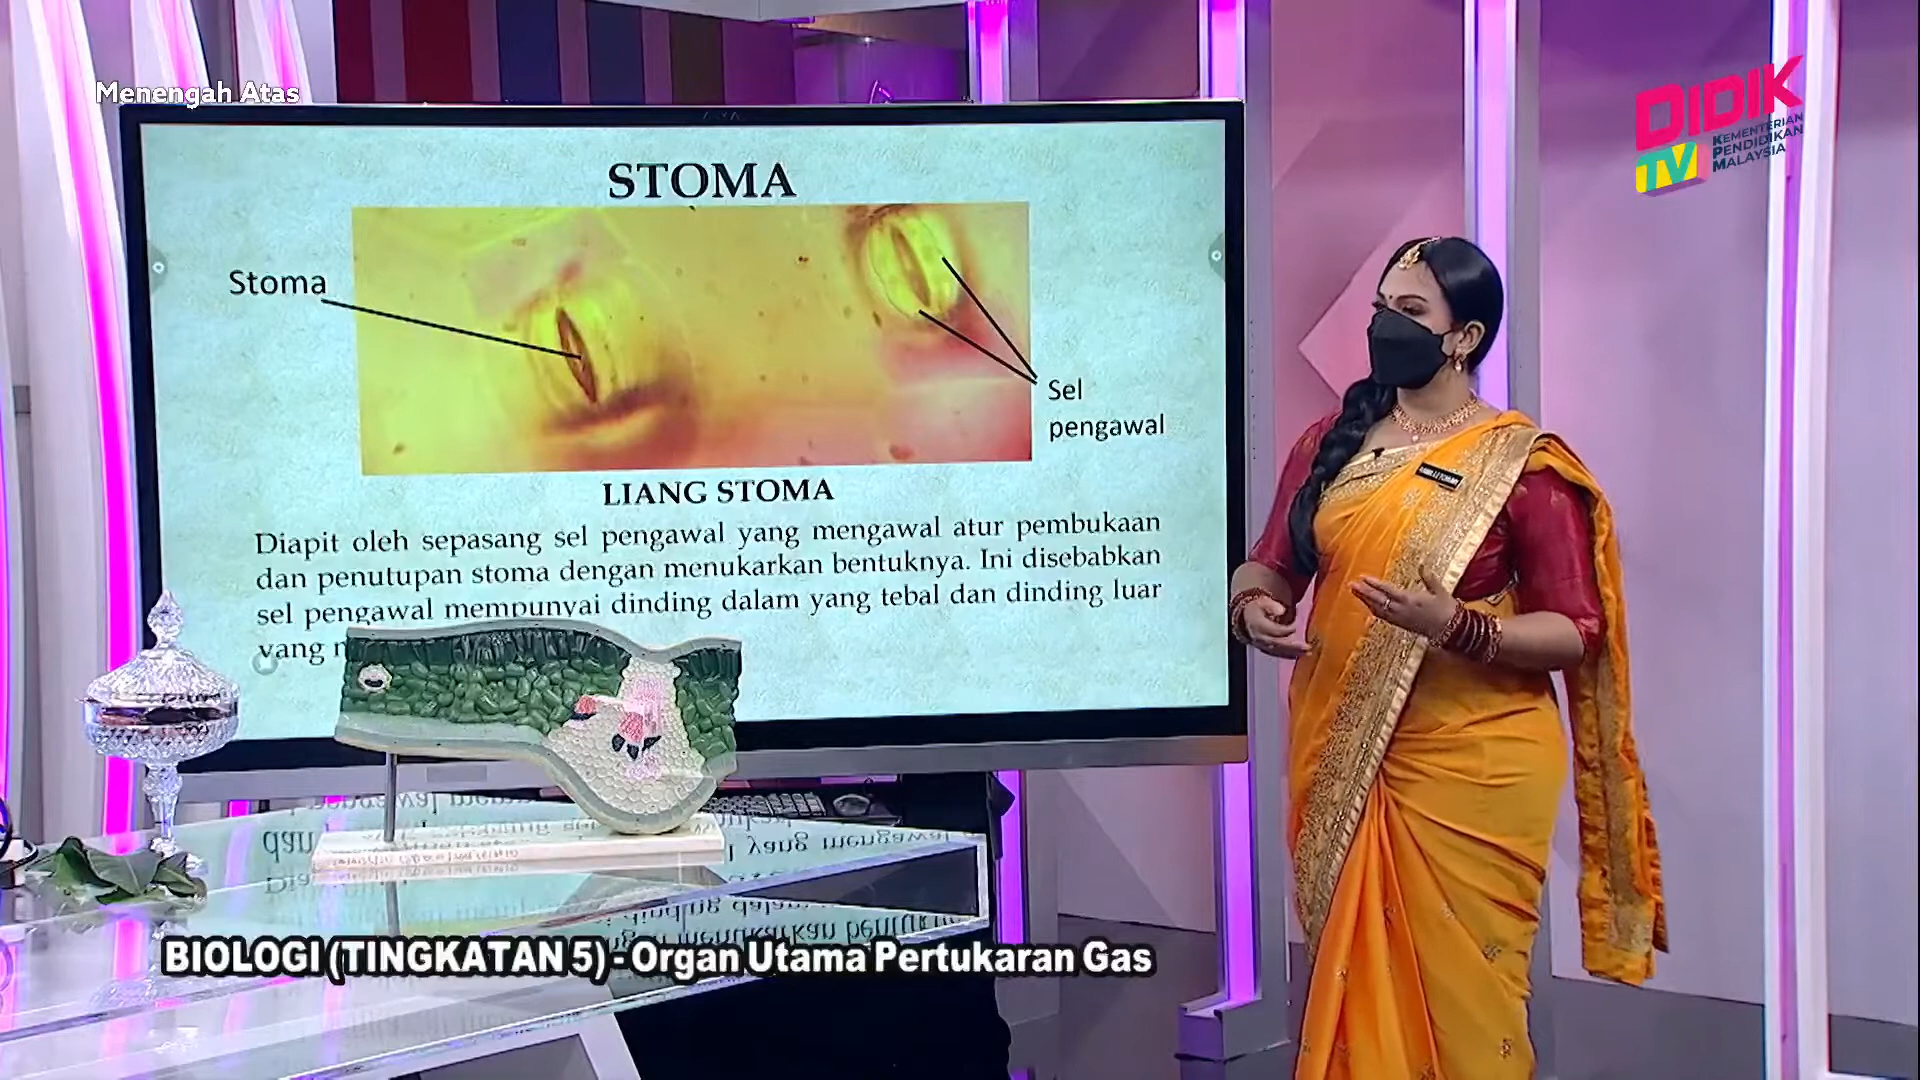 Menengah Atas
DIDIK
TV
KEMENTERIAN
PENDIDIKAN
MALAYSIA
STOMA
Stoma
Sel
pengawal
LIANG STOMA
Diapit oleh sepasang sel pengawal yang mengawal atur pembukaan
dan penutupan stoma dengan menukarkan bentuknya. Ini disebabkan
sel pengawal mempunyai dinding dalam yang tebal dan dinding luar
yang
BIOLOGI (TINGKATAN 5) - Organ Utama Pertukaran Gas